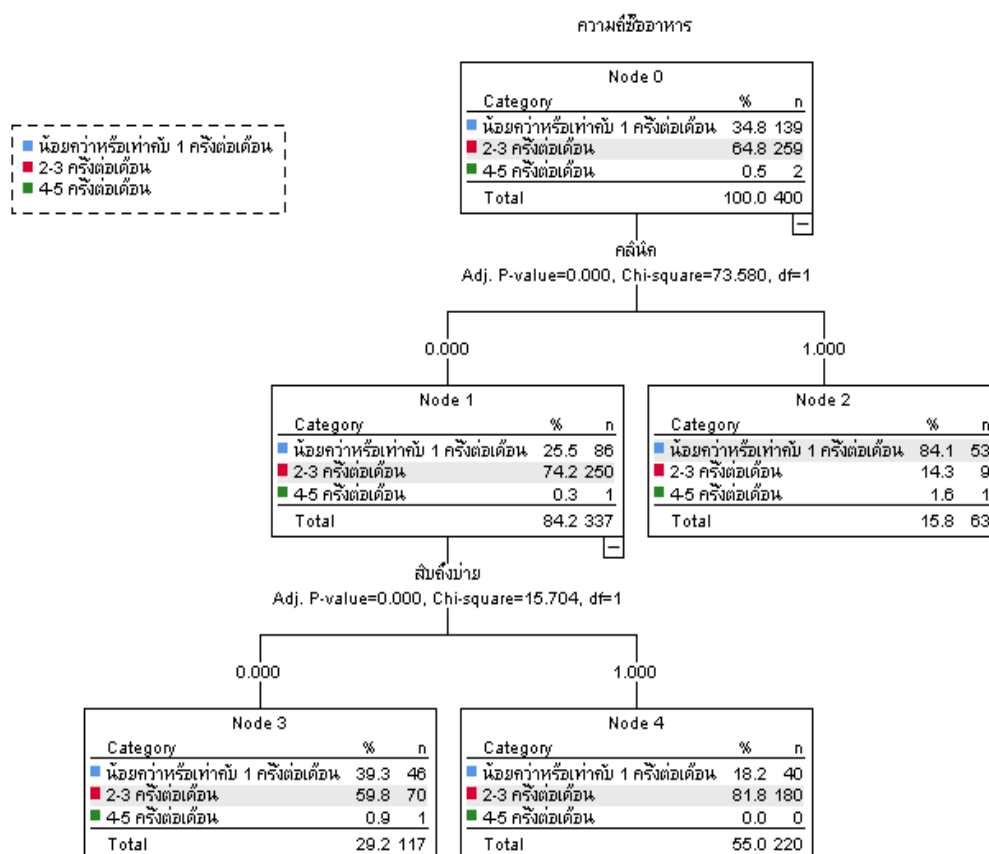 ความถี่ซื้ออาหาร
น้อยกว่าหรือเท่ากับ 1 ครั้งต่อเดือน
2-3 ครั้งต่อเดือน
4-5 ครั้งต่อเดือน
Node 0
Category % n
น้อยกว่าหรือเท่ากับ 1 ครั้งต่อเดือน 34.8 139
2-3 ครั้งต่อเดือน 64.8 259
4-5 ครั้งต่อเดือน 0.5 2
Total 100.0 400
คลินิก
Adj. P-value=0.000, Chi-square=73.580, df=1
0.000 1.000
Node 1
Category % n
น้อยกว่าหรือเท่ากับ 1 ครั้งต่อเดือน 25.5 86
2-3 ครั้งต่อเดือน 74.2 250
4-5 ครั้งต่อเดือน 0.3 1
Total 84.2 337
Node 2
Category % n
น้อยกว่าหรือเท่ากับ 1 ครั้งต่อเดือน 84.1 53
2-3 ครั้งต่อเดือน 14.3 9
4-5 ครั้งต่อเดือน 1.6 1
Total 15.8 63
สิบถึงบ่าย
Adj. P-value=0.000, Chi-square=15.704, df=1
0.000 1.000
Node 3
Category % n
น้อยกว่าหรือเท่ากับ 1 ครั้งต่อเดือน 39.3 46
2-3 ครั้งต่อเดือน 59.8 70
4-5 ครั้งต่อเดือน 0.9 1
Total 29.2 117
Node 4
Category % n
น้อยกว่าหรือเท่ากับ 1 ครั้งต่อเดือน 18.2 40
2-3 ครั้งต่อเดือน 81.8 180
4-5 ครั้งต่อเดือน 0.0 0
Total 55.0 220